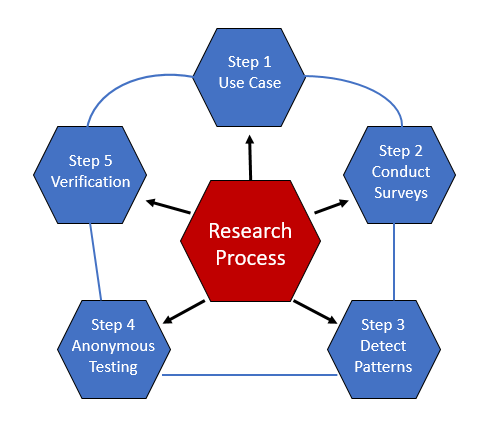 Step 1
Use Case
Step 2
Conduct
Surveys
Step 3
Detect
Patterns
Step 4
Anonymous
Testing
Step 5
Verification
Research
Process